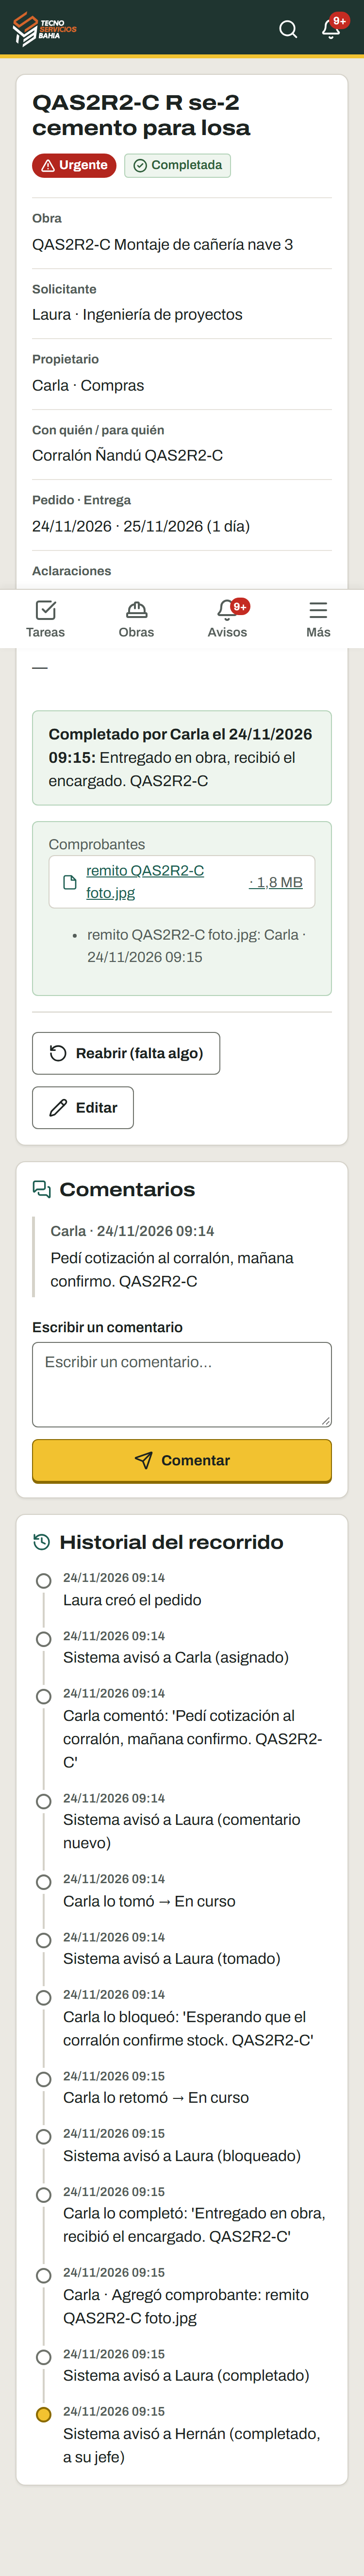 TECNO
SERVICIOS
BAHIA
9+
QAS2R2-C R se-2
cemento para losa
Urgente
Completada
Obra
QAS2R2-C Montaje de cañería nave 3
Solicitante
Laura · Ingeniería de proyectos
Propietario
Carla · Compras
Con quién / para quién
Corralón Ñandú QAS2R2-C
Pedido · Entrega
24/11/2026 · 25/11/2026 (1 día)
Aclaraciones
9+
Tareas
Obras
Avisos
Más
—
Completado por Carla el 24/11/2026
09:15: Entregado en obra, recibió el
encargado. QAS2R2-C
Comprobantes
remito QAS2R2-C
foto.jpg
· 1,8 MB
• remito QAS2R2-C foto.jpg: Carla ·
24/11/2026 09:15
Reabrir (falta algo)
Editar
Comentarios
Carla · 24/11/2026 09:14
Pedí cotización al corralón, mañana
confirmo. QAS2R2-C
Escribir un comentario
Escribir un comentario...
Comentar
Historial del recorrido
24/11/2026 09:14
Laura creó el pedido
24/11/2026 09:14
Sistema avisó a Carla (asignado)
24/11/2026 09:14
Carla comentó: 'Pedí cotización al
corralón, mañana confirmo. QAS2R2-
C'
24/11/2026 09:14
Sistema avisó a Laura (comentario
nuevo)
24/11/2026 09:14
Carla lo tomó → En curso
24/11/2026 09:14
Sistema avisó a Laura (tomado)
24/11/2026 09:14
Carla lo bloqueó: 'Esperando que el
corralón confirme stock. QAS2R2-C'
24/11/2026 09:15
Carla lo retomó → En curso
24/11/2026 09:15
Sistema avisó a Laura (bloqueado)
24/11/2026 09:15
Carla lo completó: 'Entregado en obra,
recibió el encargado. QAS2R2-C'
24/11/2026 09:15
Carla · Agregó comprobante: remito
QAS2R2-C foto.jpg
24/11/2026 09:15
Sistema avisó a Laura (completado)
24/11/2026 09:15
Sistema avisó a Hernán (completado,
a su jefe)